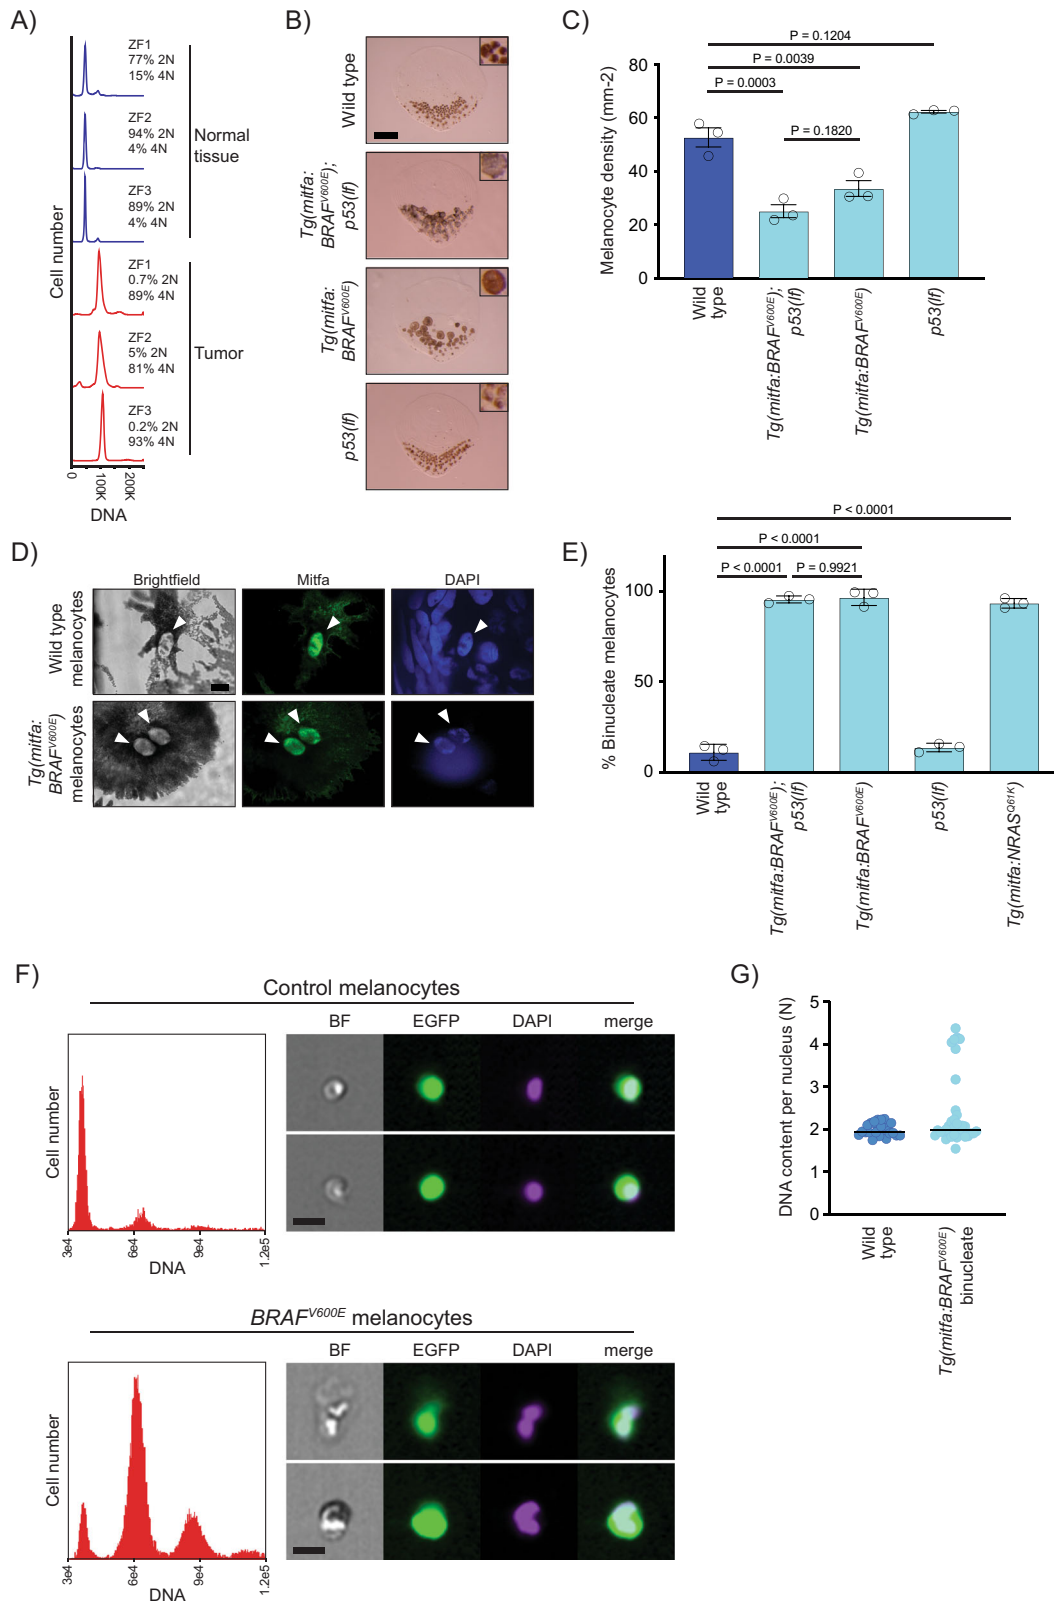 A)
ZF1
77% 2N
15% 4N
ZF2
94% 2N
4% 4N
ZF3
89% 2N
4% 4N
Normal
tissue
ZF1
0.7% 2N
89% 4N
ZF2
5% 2N
81% 4N
ZF3
0.2% 2N
93% 4N
Tumor
Cell number
0
100K
200K
DNA
B)
Wild type
Tg(mitfa:
BRAFV600E);
p53(lf)
Tg(mitfa:
BRAFV600E)
p53(lf)
C)
P = 0.1204
P = 0.0039
P = 0.0003
P = 0.1820
Melanocyte density (mm-2)
80
60
40
20
0
Wild
type
Tg(mitfa:BRAFV600E);
p53(lf)
Tg(mitfa:BRAFV600E)
p53(lf)
D)
Brightfield
Mitfa
DAPI
Wild type
melanocytes
Tg(mitfa:
BRAFV600E)
melanocytes
E)
P < 0.0001
P < 0.0001
P < 0.0001
P = 0.9921
% Binucleate melanocytes
100
50
0
Wild
type
Tg(mitfa:BRAFV600E);
p53(lf)
Tg(mitfa:BRAFV600E)
p53(lf)
Tg(mitfa:NRASQ61K)
F)
Control melanocytes
BF
EGFP
DAPI
merge
Cell number
3e4
6e4
9e4
1.2e5
DNA
BRAFV600E melanocytes
BF
EGFP
DAPI
merge
Cell number
3e4
6e4
9e4
1.2e5
DNA
G)
DNA content per nucleus (N)
5
4
3
2
1
0
Wild
type
Tg(mitfa:BRAFV600E)
binucleate